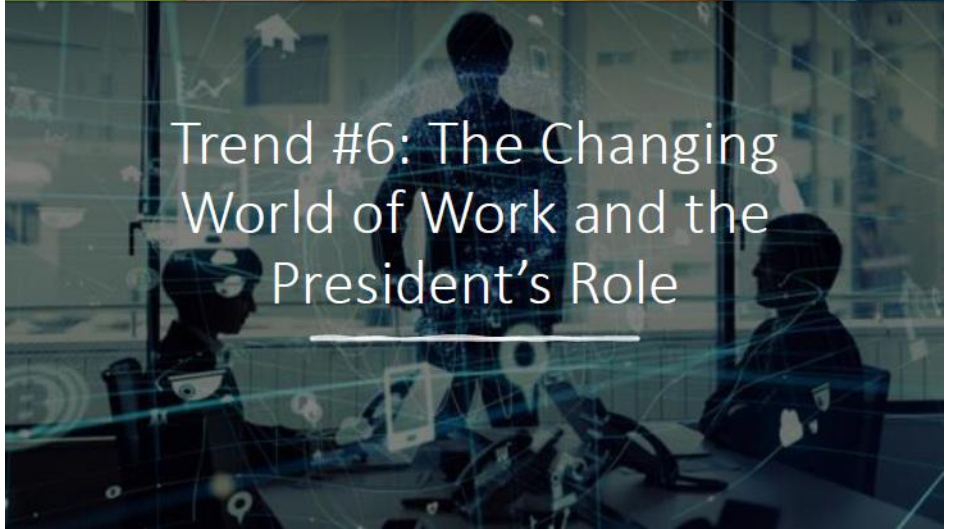 Trend #6: The Changing
World of Work and the
President’s Role